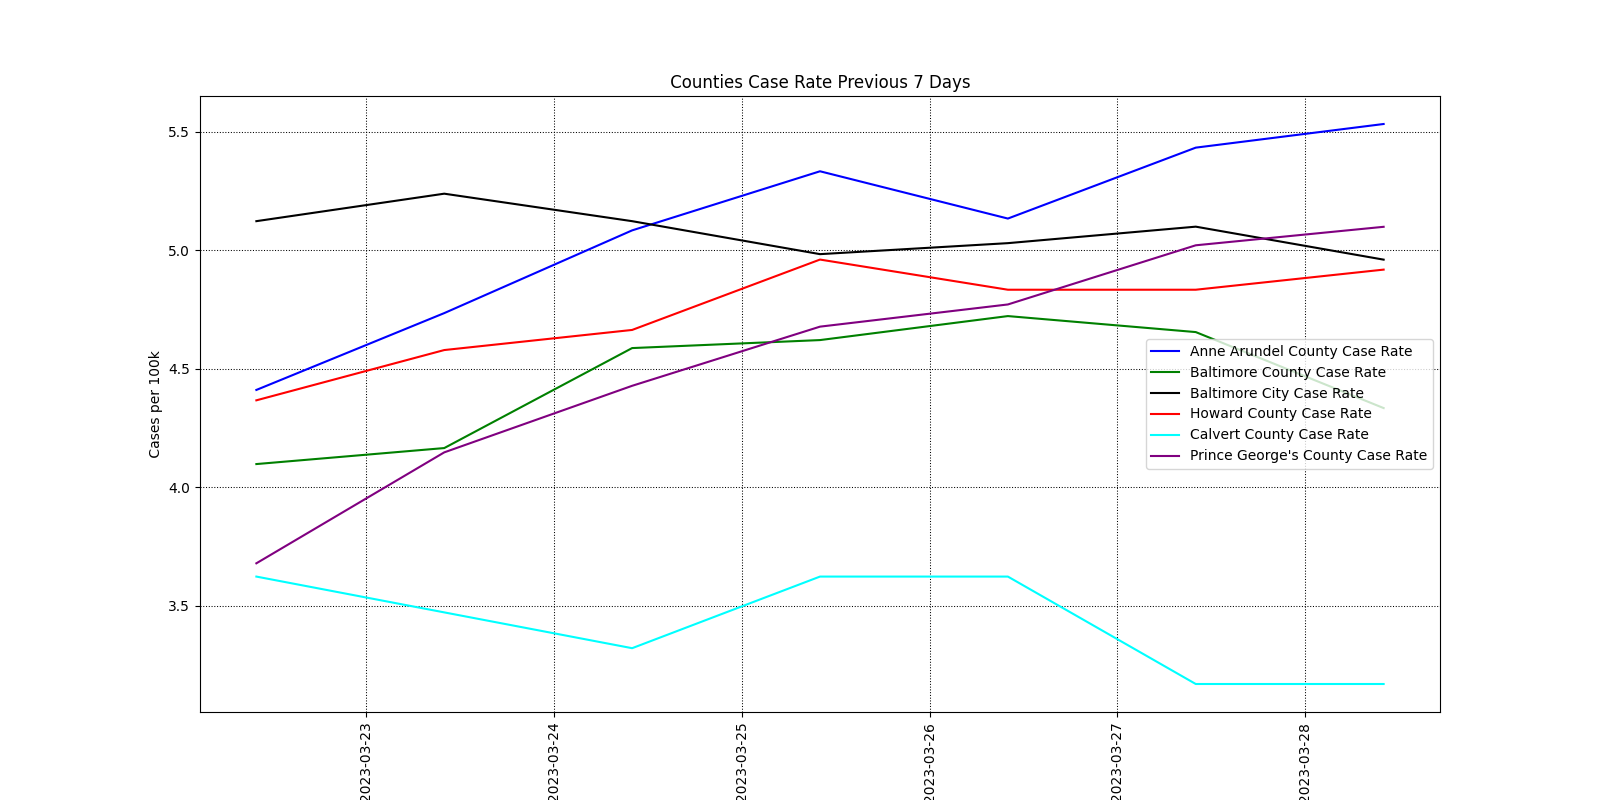 Counties Case Rate Previous 7 Days
Cases per 100k
5.5
5.0
4.5
4.0
3.5
Anne Arundel County Case Rate
Baltimore County Case Rate
Baltimore City Case Rate
Howard County Case Rate
Calvert County Case Rate
Prince George's County Case Rate
2023-03-23
2023-03-24
2023-03-25
2023-03-26
2023-03-27
2023-03-28